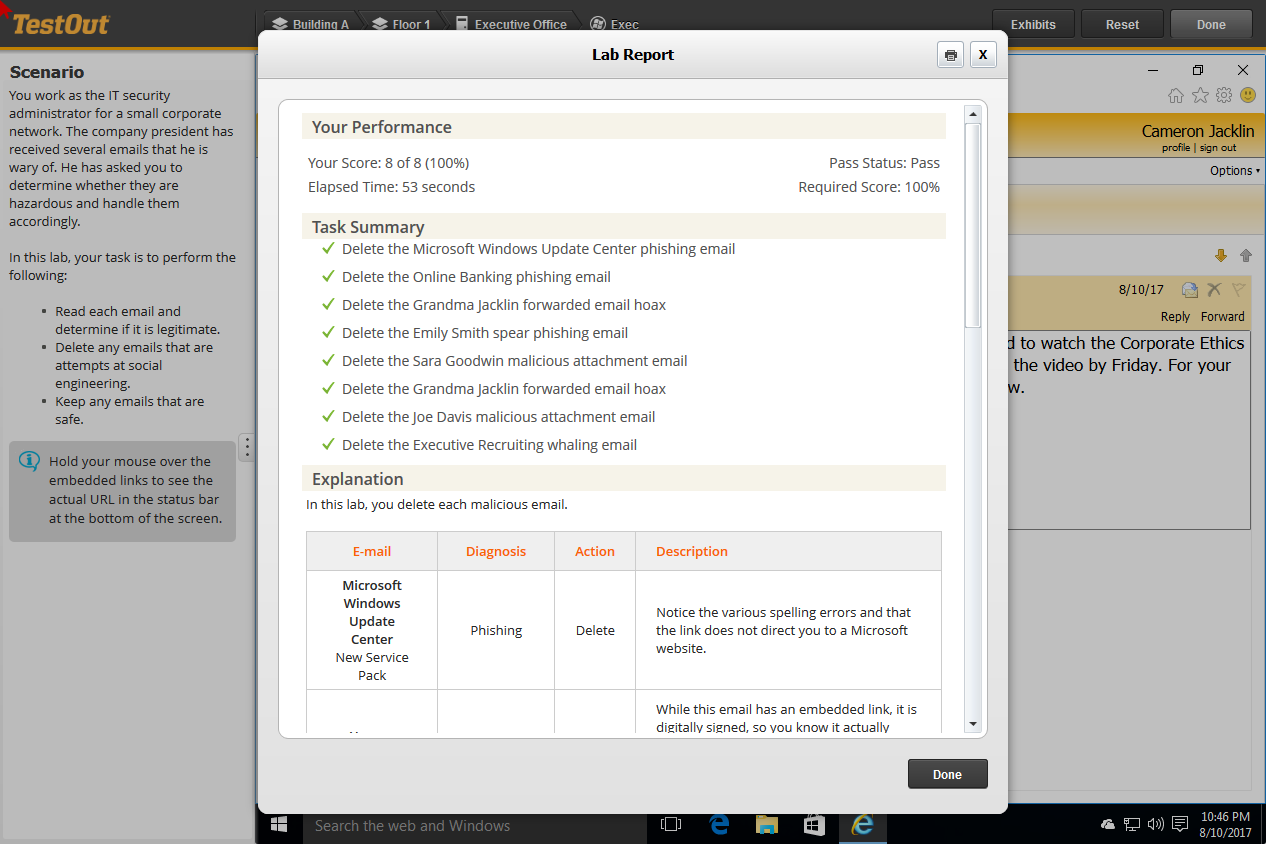 TestOut
Building A
Floor 1
Executive Office
Exec
Exhibits
Reset
Done
Scenario
You work as the IT security
administrator for a small corporate
network. The company president has
received several emails that he is
wary of. He has asked you to
determine whether they are
hazardous and handle them
accordingly.
In this lab, your task is to perform the
following:
• Read each email and
determine if it is legitimate.
• Delete any emails that are
attempts at social
engineering.
• Keep any emails that are
safe.
Hold your mouse over the
embedded links to see the
actual URL in the status bar
at the bottom of the screen.
Lab Report
X
Your Performance
Your Score: 8 of 8 (100%)
Pass Status: Pass
Elapsed Time: 53 seconds
Required Score: 100%
Task Summary
Delete the Microsoft Windows Update Center phishing email
Delete the Online Banking phishing email
Delete the Grandma Jacklin forwarded email hoax
Delete the Emily Smith spear phishing email
Delete the Sara Goodwin malicious attachment email
Delete the Grandma Jacklin forwarded email hoax
Delete the Joe Davis malicious attachment email
Delete the Executive Recruiting whaling email
Explanation
In this lab, you delete each malicious email.
E-mail
Diagnosis
Action
Description
Microsoft
Windows
Update
Center
New Service
Pack
Phishing
Delete
Notice the various spelling errors and that
the link does not direct you to a Microsoft
website.
While this email has an embedded link, it is
digitally signed, so you know it actually
Done
Cameron Jacklin
profile | sign out
Options
8/10/17
Reply Forward
d to watch the Corporate Ethics
the video by Friday. For your
w.
Search the web and Windows
10:46 PM
8/10/2017